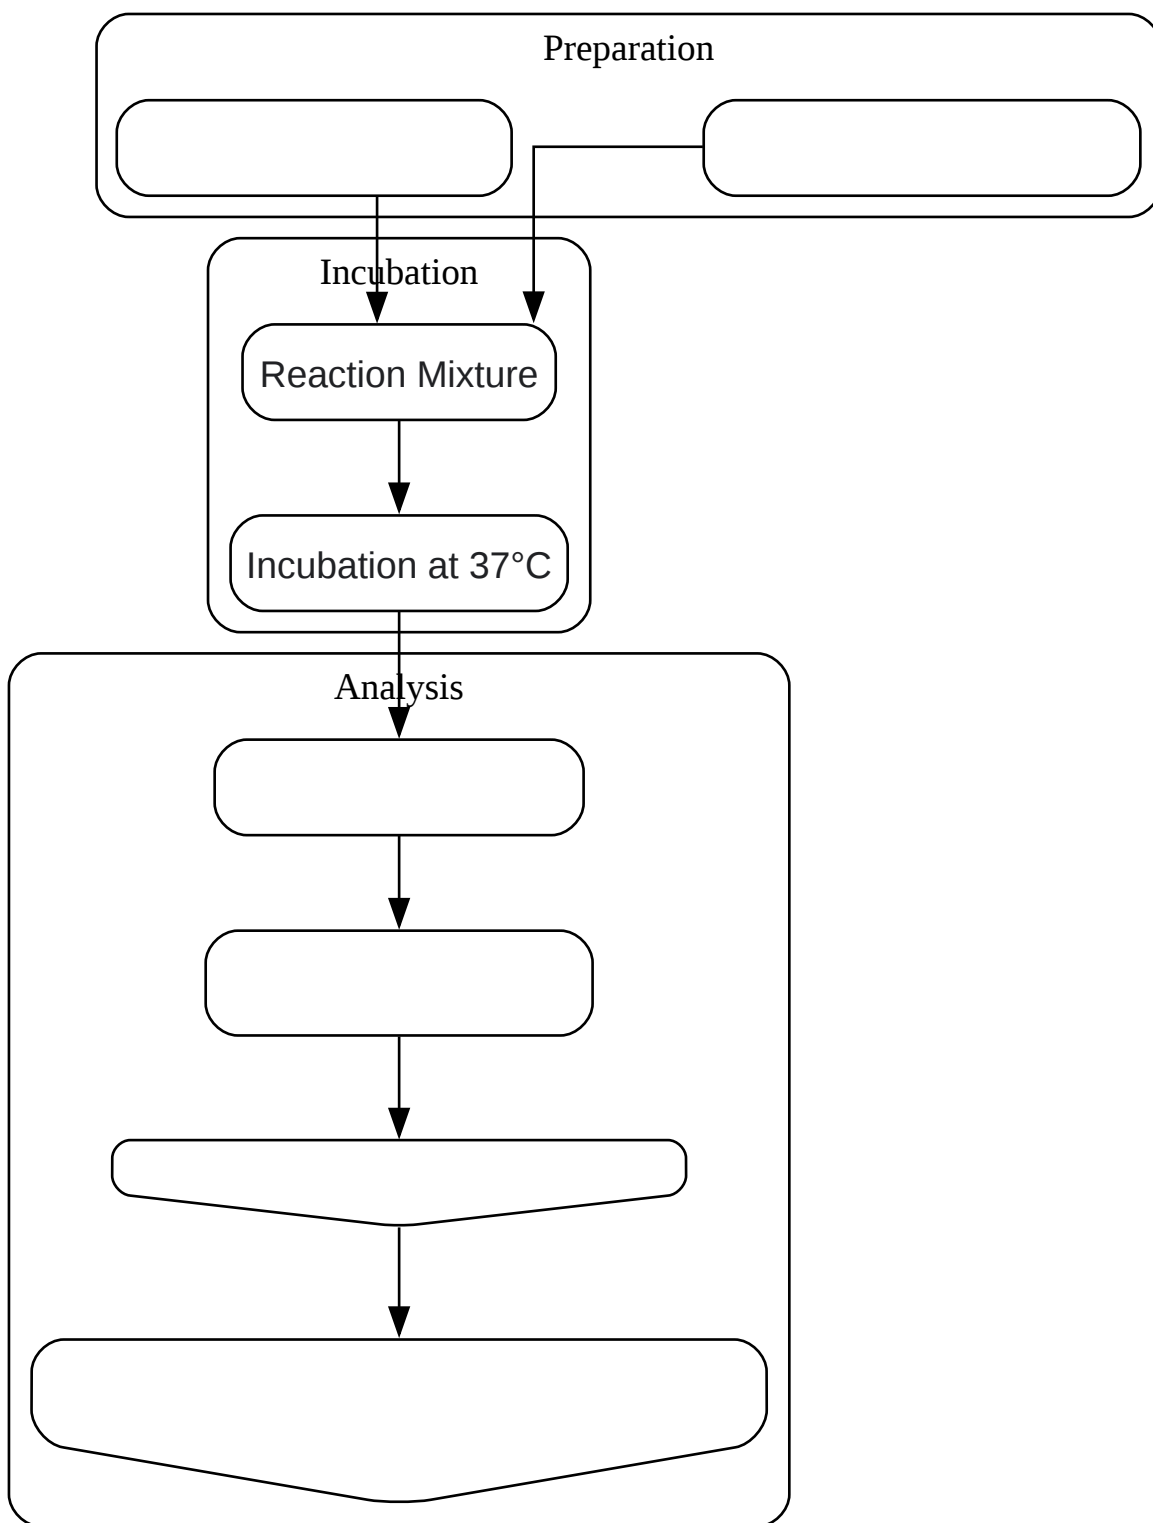 Preparation
Incubation
Reaction Mixture
Incubation at 37°C
Analysis